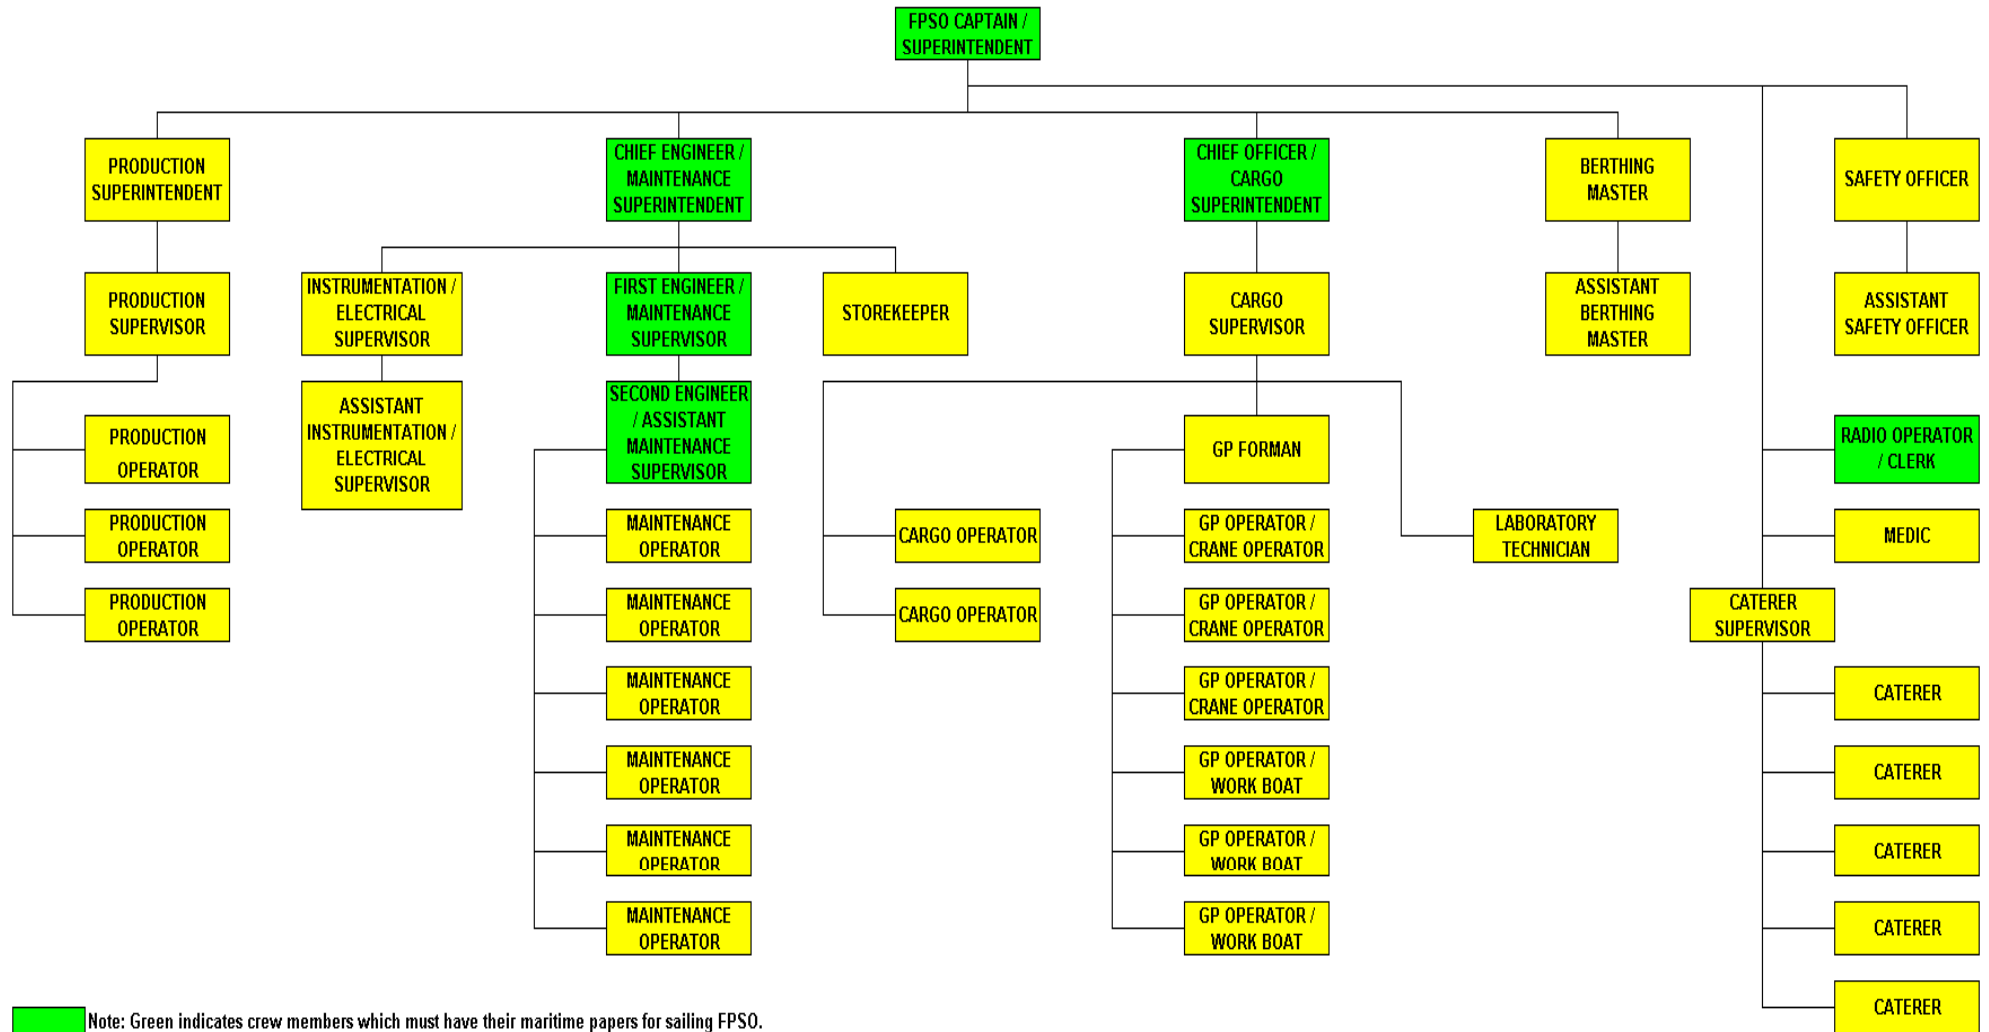 FPSO CAPTAIN /
SUPERINTENDENT
PRODUCTION
SUPERINTENDENT
CHIEF ENGINEER /
MAINTENANCE
SUPERINTENDENT
CHIEF OFFICER /
CARGO
SUPERINTENDENT
BERTHING
MASTER
SAFETY OFFICER
PRODUCTION
SUPERVISOR
INSTRUMENTATION /
ELECTRICAL
SUPERVISOR
FIRST ENGINEER /
MAINTENANCE
SUPERVISOR
STOREKEEPER
CARGO
SUPERVISOR
ASSISTANT
BERTHING
MASTER
ASSISTANT
SAFETY OFFICER
PRODUCTION
OPERATOR
ASSISTANT
INSTRUMENTATION /
ELECTRICAL
SUPERVISOR
SECOND ENGINEER
/ ASSISTANT
MAINTENANCE
SUPERVISOR
GP FORMAN
RADIO OPERATOR
/ CLERK
PRODUCTION
OPERATOR
MAINTENANCE
OPERATOR
CARGO OPERATOR
GP OPERATOR /
CRANE OPERATOR
LABORATORY
TECHNICIAN
MEDIC
PRODUCTION
OPERATOR
MAINTENANCE
OPERATOR
CARGO OPERATOR
GP OPERATOR /
CRANE OPERATOR
CATERER
SUPERVISOR
MAINTENANCE
OPERATOR
GP OPERATOR /
CRANE OPERATOR
CATERER
MAINTENANCE
OPERATOR
GP OPERATOR /
WORK BOAT
CATERER
MAINTENANCE
OPERATOR
GP OPERATOR /
WORK BOAT
CATERER
MAINTENANCE
OPERATOR
GP OPERATOR /
WORK BOAT
CATERER
CATERER
Note: Green indicates crew members which must have their maritime papers for sailing FPSO.